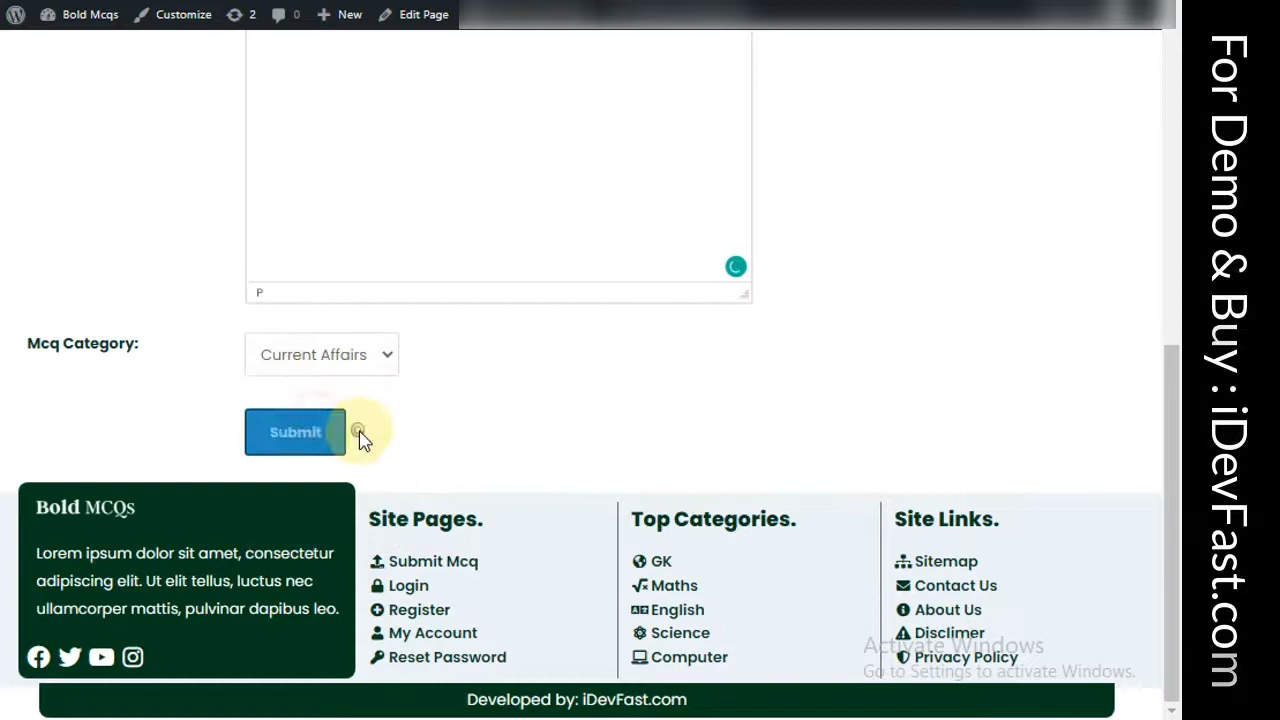 Bold Mcqs Customize 2 0 New Edit Page
P
Mcq Category:
Current Affairs
Submit
Bold MCQs
Lorem ipsum dolor sit amet, consectetur
adipiscing elit. Ut elit tellus, luctus nec
ullamcorper mattis, pulvinar dapibus leo.
Site Pages.
Submit Mcq
Login
Register
My Account
Reset Password
Top Categories.
GK
Maths
English
Science
Computer
Site Links.
Sitemap
Contact Us
About Us
Disclimer
Privacy Policy
Activate Windows
Go to Settings to activate Windows.
Developed by: iDevFast.com
For Demo & Buy : iDevFast.com